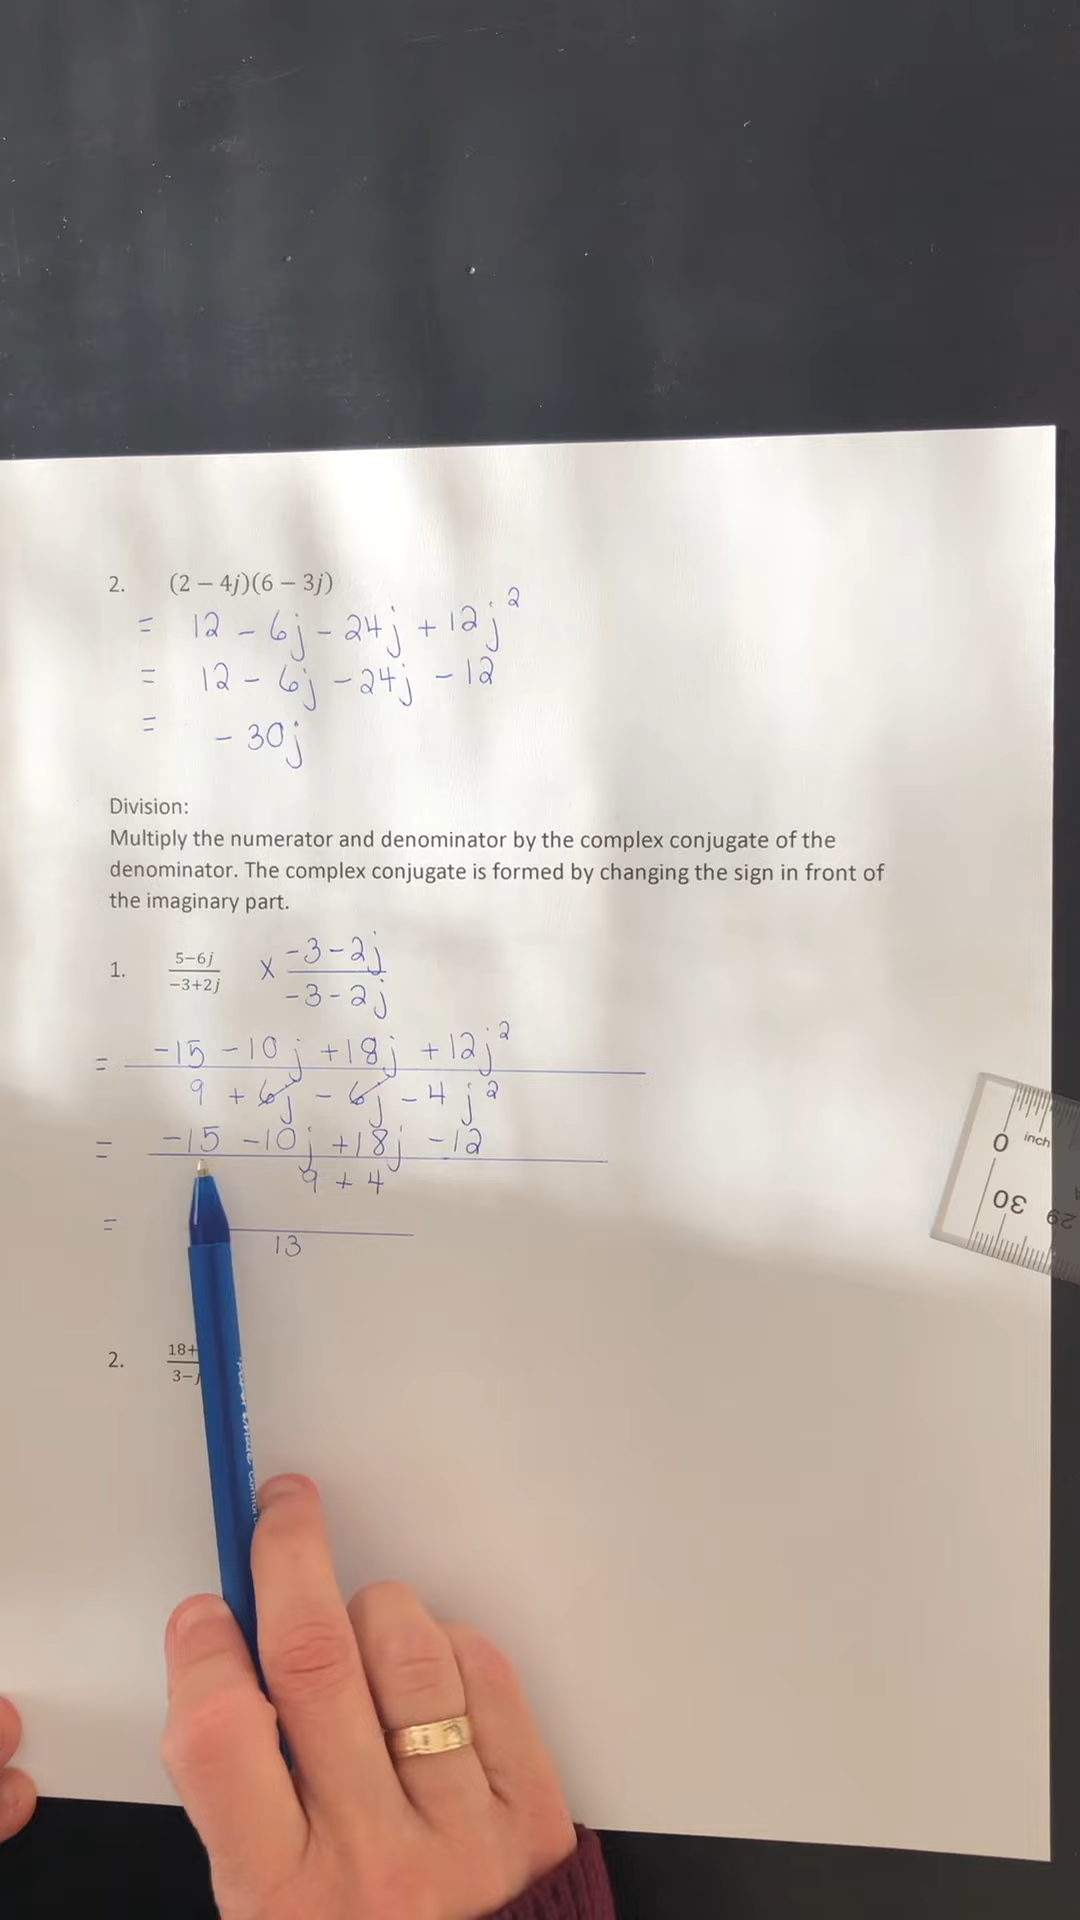 2. (2 – 4j)(6 – 3j)
= 12 - 6j - 24j + 12j²
= 12 - 6j - 24j - 12
= - 30j
Division:
Multiply the numerator and denominator by the complex conjugate of the
denominator. The complex conjugate is formed by changing the sign in front of
the imaginary part.
1. 5−6j / −3+2j × -3-2j / -3-2j
= -15 -10j +18j +12j²
9 + 6j - 6j - 4j²
= -15 -10j +18j -12
9 + 4
=
13
0 inch
30
29
2. 18+
3−j